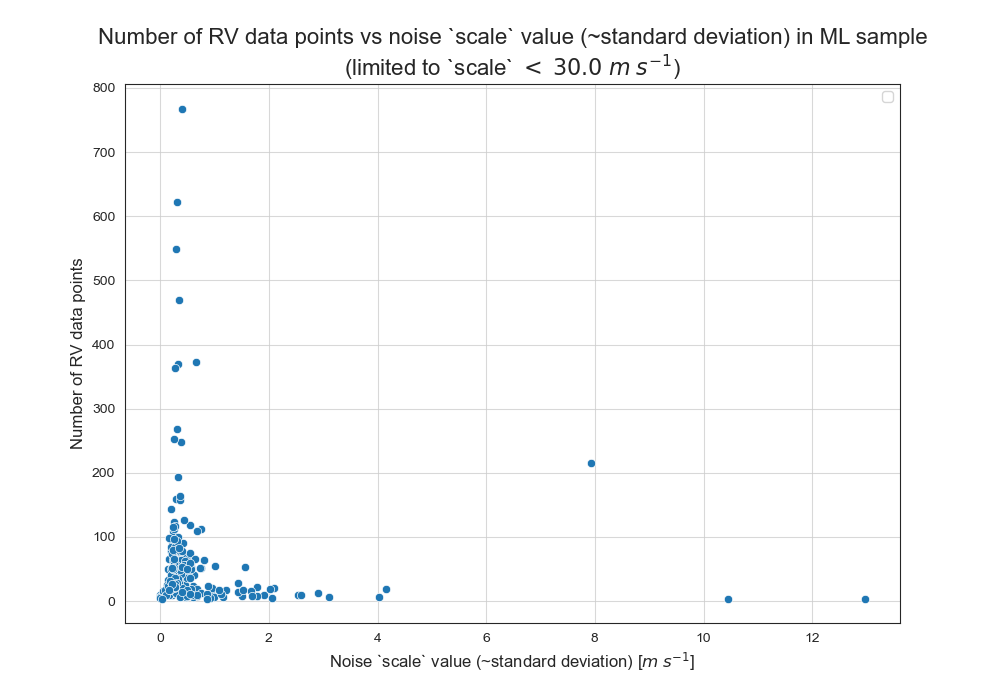 Number of RV data points vs noise `scale` value (~standard deviation) in ML sample
(limited to `scale` < 30.0 m s⁻¹)
800
700
600
500
400
300
200
100
0
Number of RV data points
0 2 4 6 8 10 12
Noise `scale` value (~standard deviation) [m s⁻¹]